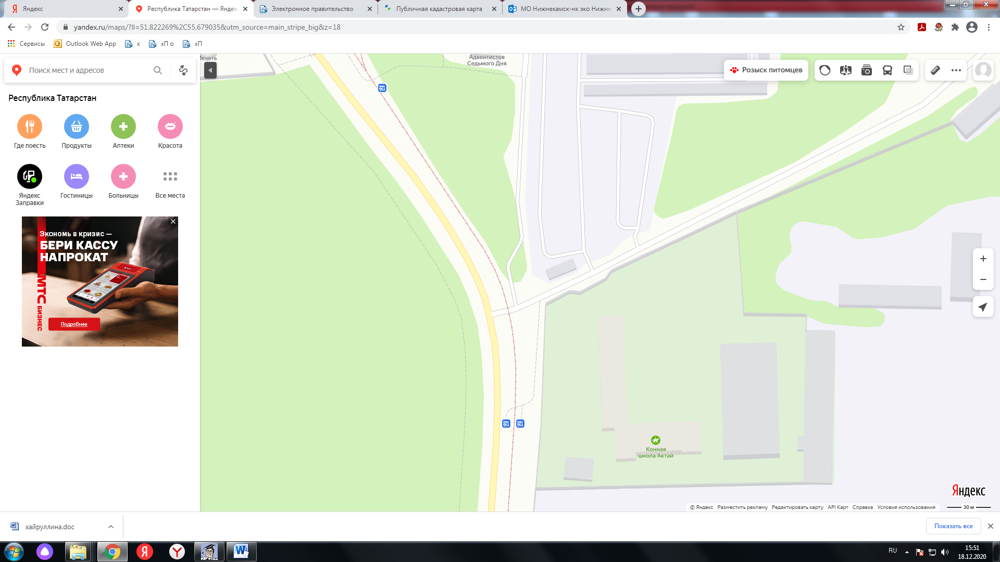 Яндекс
Республика Татарстан — Яндекс
Электронное правительство
Публичная кадастровая карта
МО Нижнекамск-нк эко Нижне
yandex.ru/maps/?ll=51.822269%2C55.679035&utm_source=main_stripe_big&z=18
Сервисы
Outlook Web App
х
хП о
хП
Поиск мест и адресов
Республика Татарстан
Где поесть
Продукты
Аптеки
Красота
Яндекс
Заправки
Гостиницы
Больницы
Все места
Экономь в кризис —
БЕРИ КАССУ
НАПРОКАТ
МТС БИЗНЕС
Подробнее
Мечеть
Адвентистов
Седьмого Дня
Розыск питомцев
Конная
школа Актай
Яндекс
© Яндекс
Разместить рекламу
Редактировать карту
API Карт
Справка
Условия использования
30 м
хайруллина.doc
Показать все
RU
15:51
18.12.2020